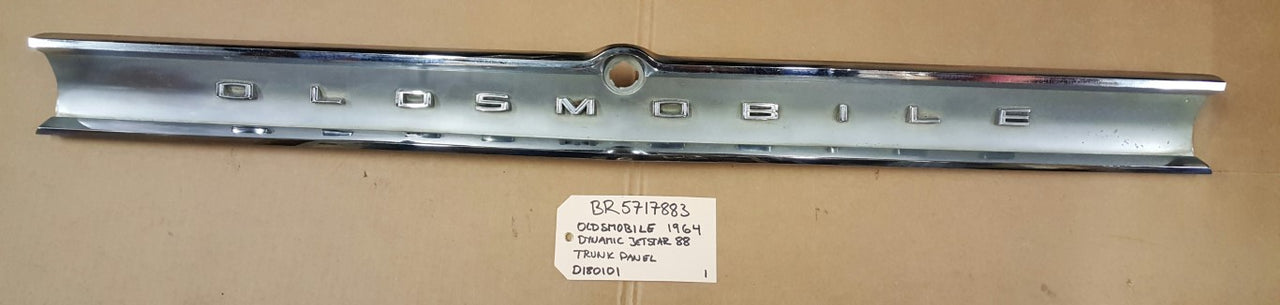 OLDSMOBILE
BR5717883
OLDSMOBILE 1964
DYNAMIC JETSTAR 88
TRUNK PANEL
D180101 1